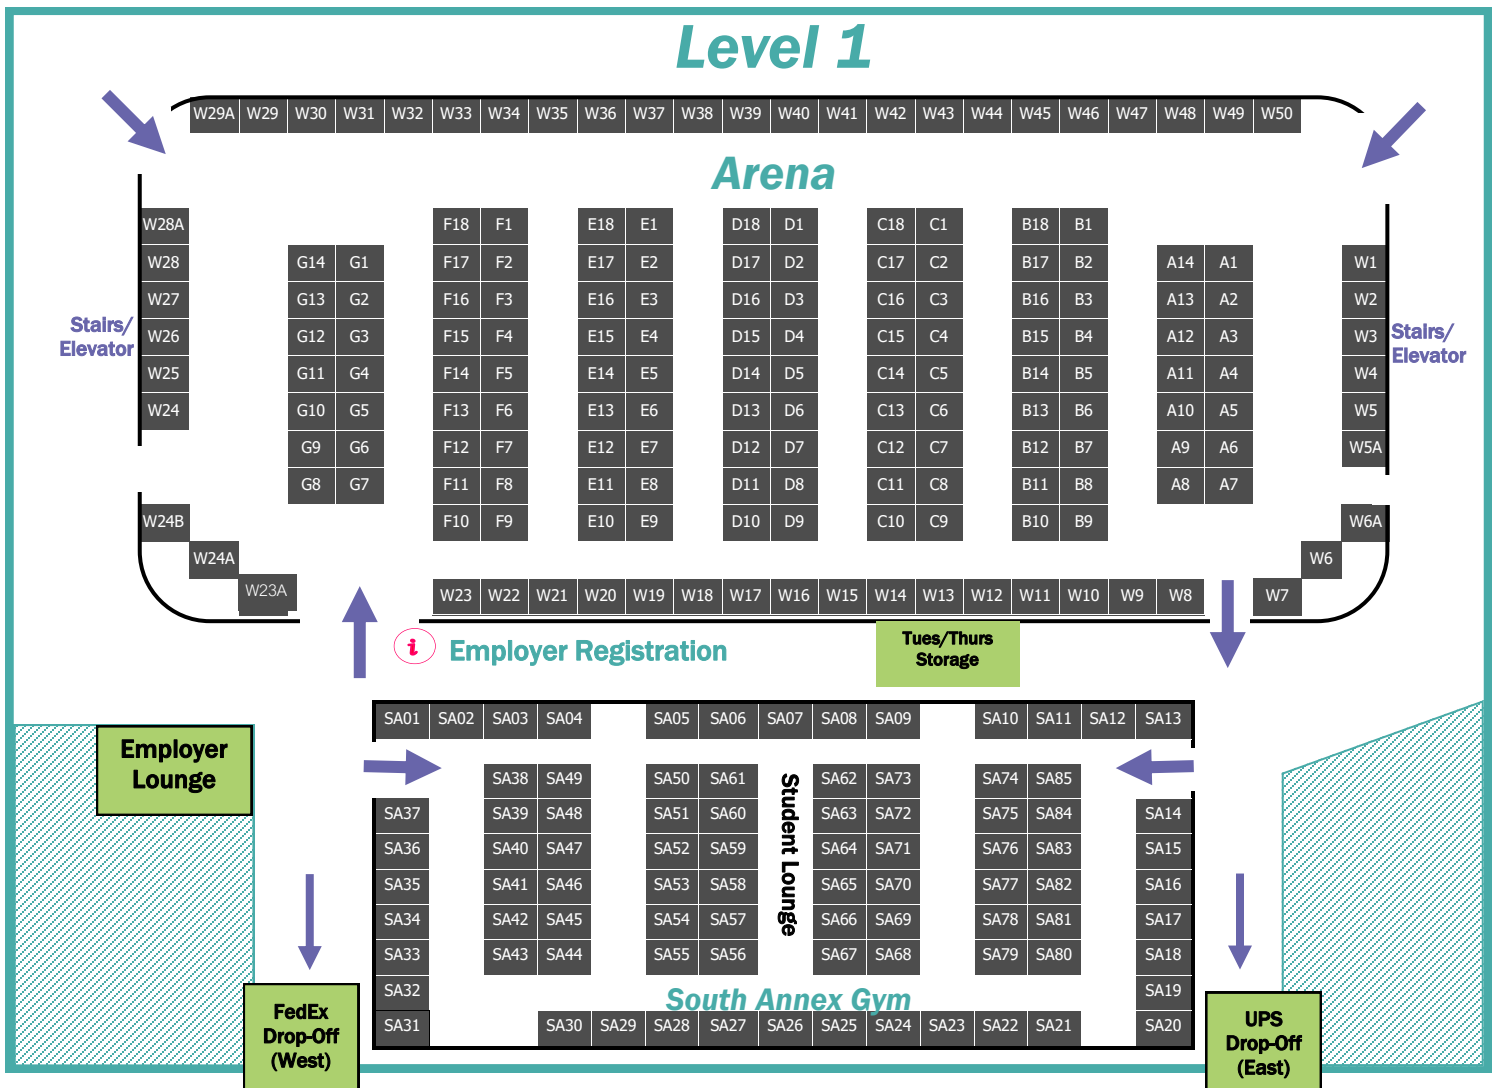 Level 1
W29A W29 W30 W31 W32 W33 W34 W35 W36 W37 W38 W39 W40 W41 W42 W43 W44 W45 W46 W47 W48 W49 W50
Arena
W28A F18 F1 E18 E1 D18 D1 C18 C1 B18 B1
W28 G14 G1 F17 F2 E17 E2 D17 D2 C17 C2 B17 B2 A14 A1 W1
W27 G13 G2 F16 F3 E16 E3 D16 D3 C16 C3 B16 B3 A13 A2 W2
Stairs/
Elevator
W26 G12 G3 F15 F4 E15 E4 D15 D4 C15 C4 B15 B4 A12 A3 W3
Stairs/
Elevator
W25 G11 G4 F14 F5 E14 E5 D14 D5 C14 C5 B14 B5 A11 A4 W4
W24 G10 G5 F13 F6 E13 E6 D13 D6 C13 C6 B13 B6 A10 A5 W5
G9 G6 F12 F7 E12 E7 D12 D7 C12 C7 B12 B7 A9 A6 W5A
G8 G7 F11 F8 E11 E8 D11 D8 C11 C8 B11 B8 A8 A7
W24B F10 F9 E10 E9 D10 D9 C10 C9 B10 B9 W6A
W24A W6
W23A W23 W22 W21 W20 W19 W18 W17 W16 W15 W14 W13 W12 W11 W10 W9 W8 W7
i Employer Registration
Tues/Thurs
Storage
SA01 SA02 SA03 SA04 SA05 SA06 SA07 SA08 SA09 SA10 SA11 SA12 SA13
Employer
Lounge
SA38 SA49 SA50 SA61 SA62 SA73 SA74 SA85
SA37 SA39 SA48 SA51 SA60 SA63 SA72 SA75 SA84 SA14
SA36 SA40 SA47 SA52 SA59 SA64 SA71 SA76 SA83 SA15
Student Lounge
SA35 SA41 SA46 SA53 SA58 SA65 SA70 SA77 SA82 SA16
SA34 SA42 SA45 SA54 SA57 SA66 SA69 SA78 SA81 SA17
SA33 SA43 SA44 SA55 SA56 SA67 SA68 SA79 SA80 SA18
SA32 SA19
South Annex Gym
SA31 SA30 SA29 SA28 SA27 SA26 SA25 SA24 SA23 SA22 SA21 SA20
FedEx
Drop-Off
(West)
UPS
Drop-Off
(East)